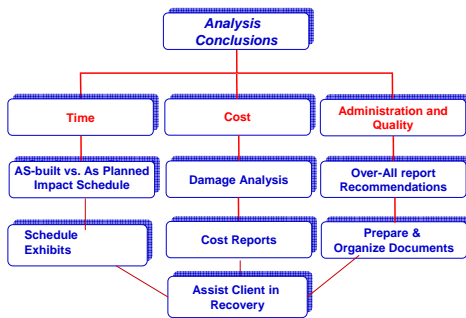 Analysis
Conclusions
Time
Cost
Administration and
Quality
AS-built vs. As Planned
Impact Schedule
Damage Analysis
Over-All report
Recommendations
Schedule
Exhibits
Cost Reports
Prepare &
Organize Documents
Assist Client in
Recovery